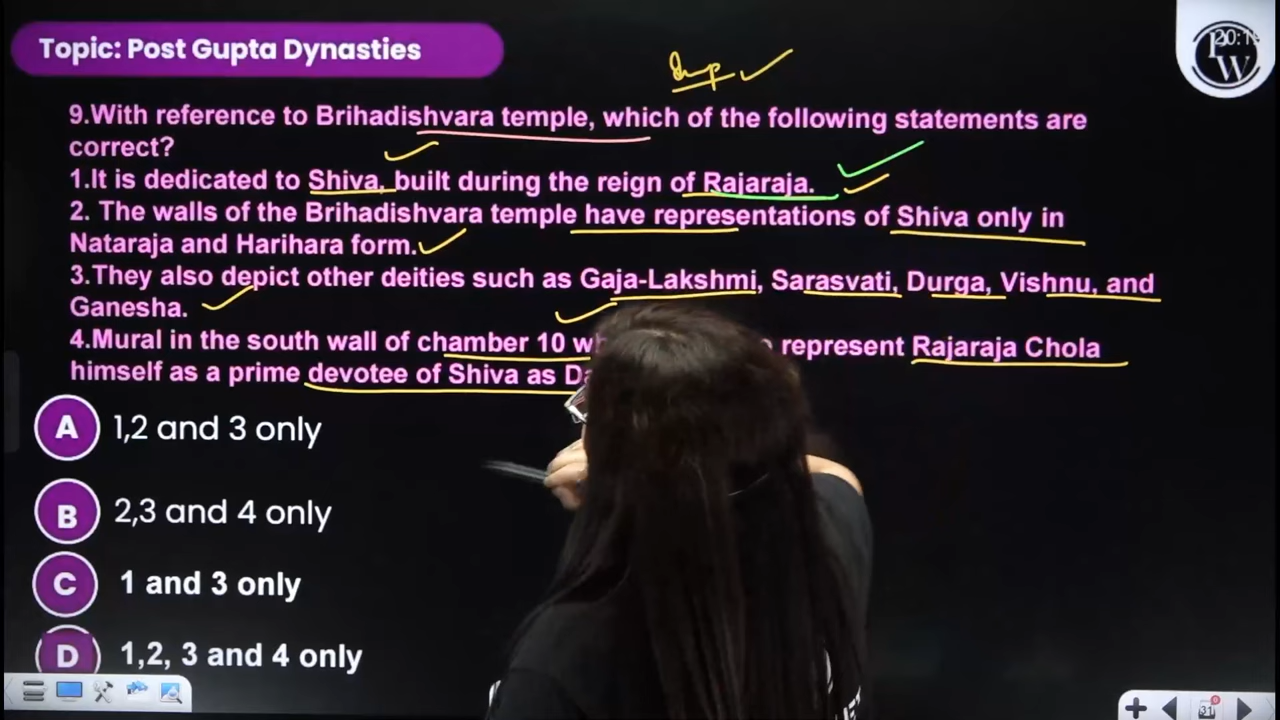 Topic: Post Gupta Dynasties
9.With reference to Brihadishvara temple, which of the following statements are
correct?
1.It is dedicated to Shiva, built during the reign of Rajaraja.
2. The walls of the Brihadishvara temple have representations of Shiva only in
Nataraja and Harihara form.
3.They also depict other deities such as Gaja-Lakshmi, Sarasvati, Durga, Vishnu, and
Ganesha.
4.Mural in the south wall of chamber 10 represent Rajaraja Chola
himself as a prime devotee of Shiva as
A 1,2 and 3 only
B 2,3 and 4 only
C 1 and 3 only
D 1,2, 3 and 4 only